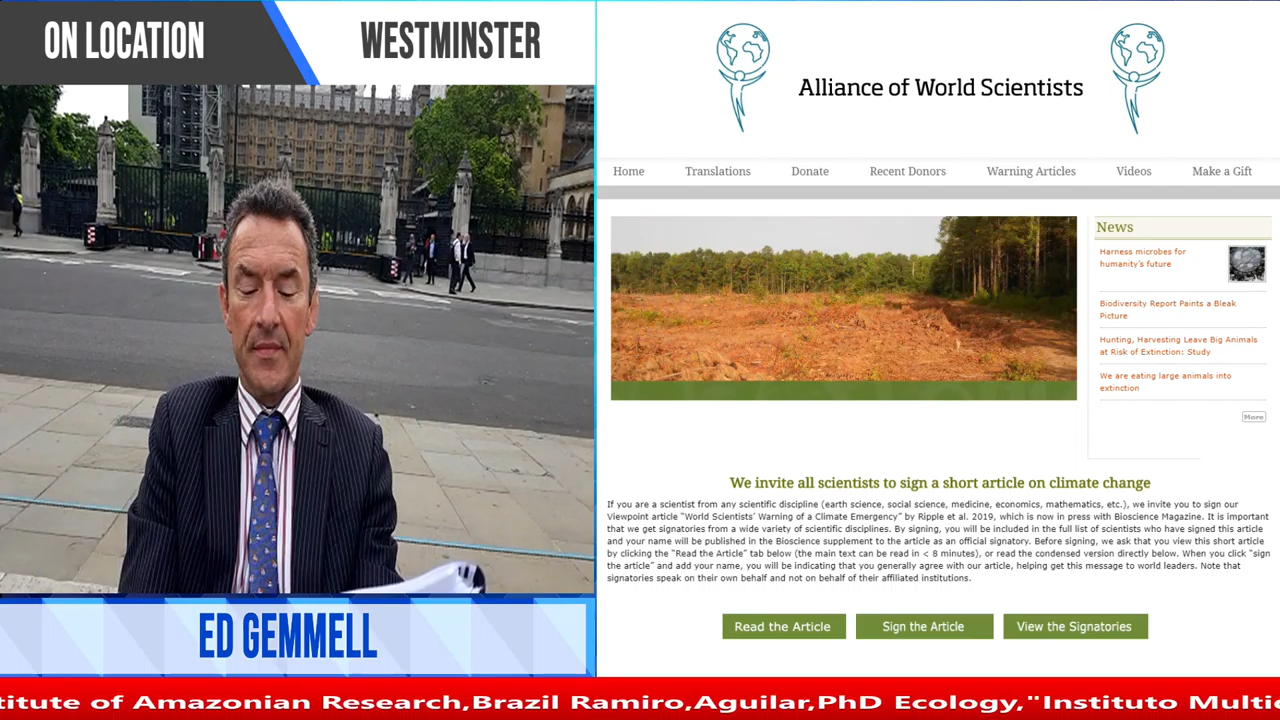 ON LOCATION
WESTMINSTER
ED GEMMELL
Alliance of World Scientists
Home Translations Donate Recent Donors Warning Articles Videos Make a Gift
News
Harness microbes for
humanity's future
Biodiversity Report Paints a Bleak
Picture
Hunting, Harvesting Leave Big Animals
at Risk of Extinction: Study
We are eating large animals into
extinction
More
We invite all scientists to sign a short article on climate change
If you are a scientist from any scientific discipline (earth science, social science, medicine, economics, mathematics, etc.), we invite you to sign our
Viewpoint article "World Scientists' Warning of a Climate Emergency" by Ripple et al. 2019, which is now in press with Bioscience Magazine. It is important
that we get signatories from a wide variety of scientific disciplines. By signing, you will be included in the full list of scientists who have signed this article
and your name will be published in the Bioscience supplement to the article as an official signatory. Before signing, we ask that you view this short article
by clicking the "Read the Article" tab below (the main text can be read in < 8 minutes), or read the condensed version directly below. When you click "sign
the article" and add your name, you will be indicating that you generally agree with our article, helping get this message to world leaders. Note that
signatories speak on their own behalf and not on behalf of their affiliated institutions.
Read the Article Sign the Article View the Signatories
titute of Amazonian Research,Brazil Ramiro,Aguilar,PhD Ecology,"Instituto Multi